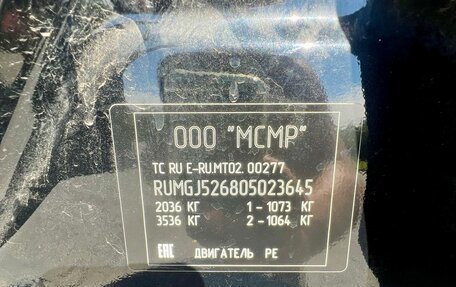 ООО "МСМР"
ТС RU E-RU.MT02. 00277
RUMGJ526805023645
2036 КГ 1 - 1073 КГ
3536 КГ 2 - 1064 КГ
EAC ДВИГАТЕЛЬ PE